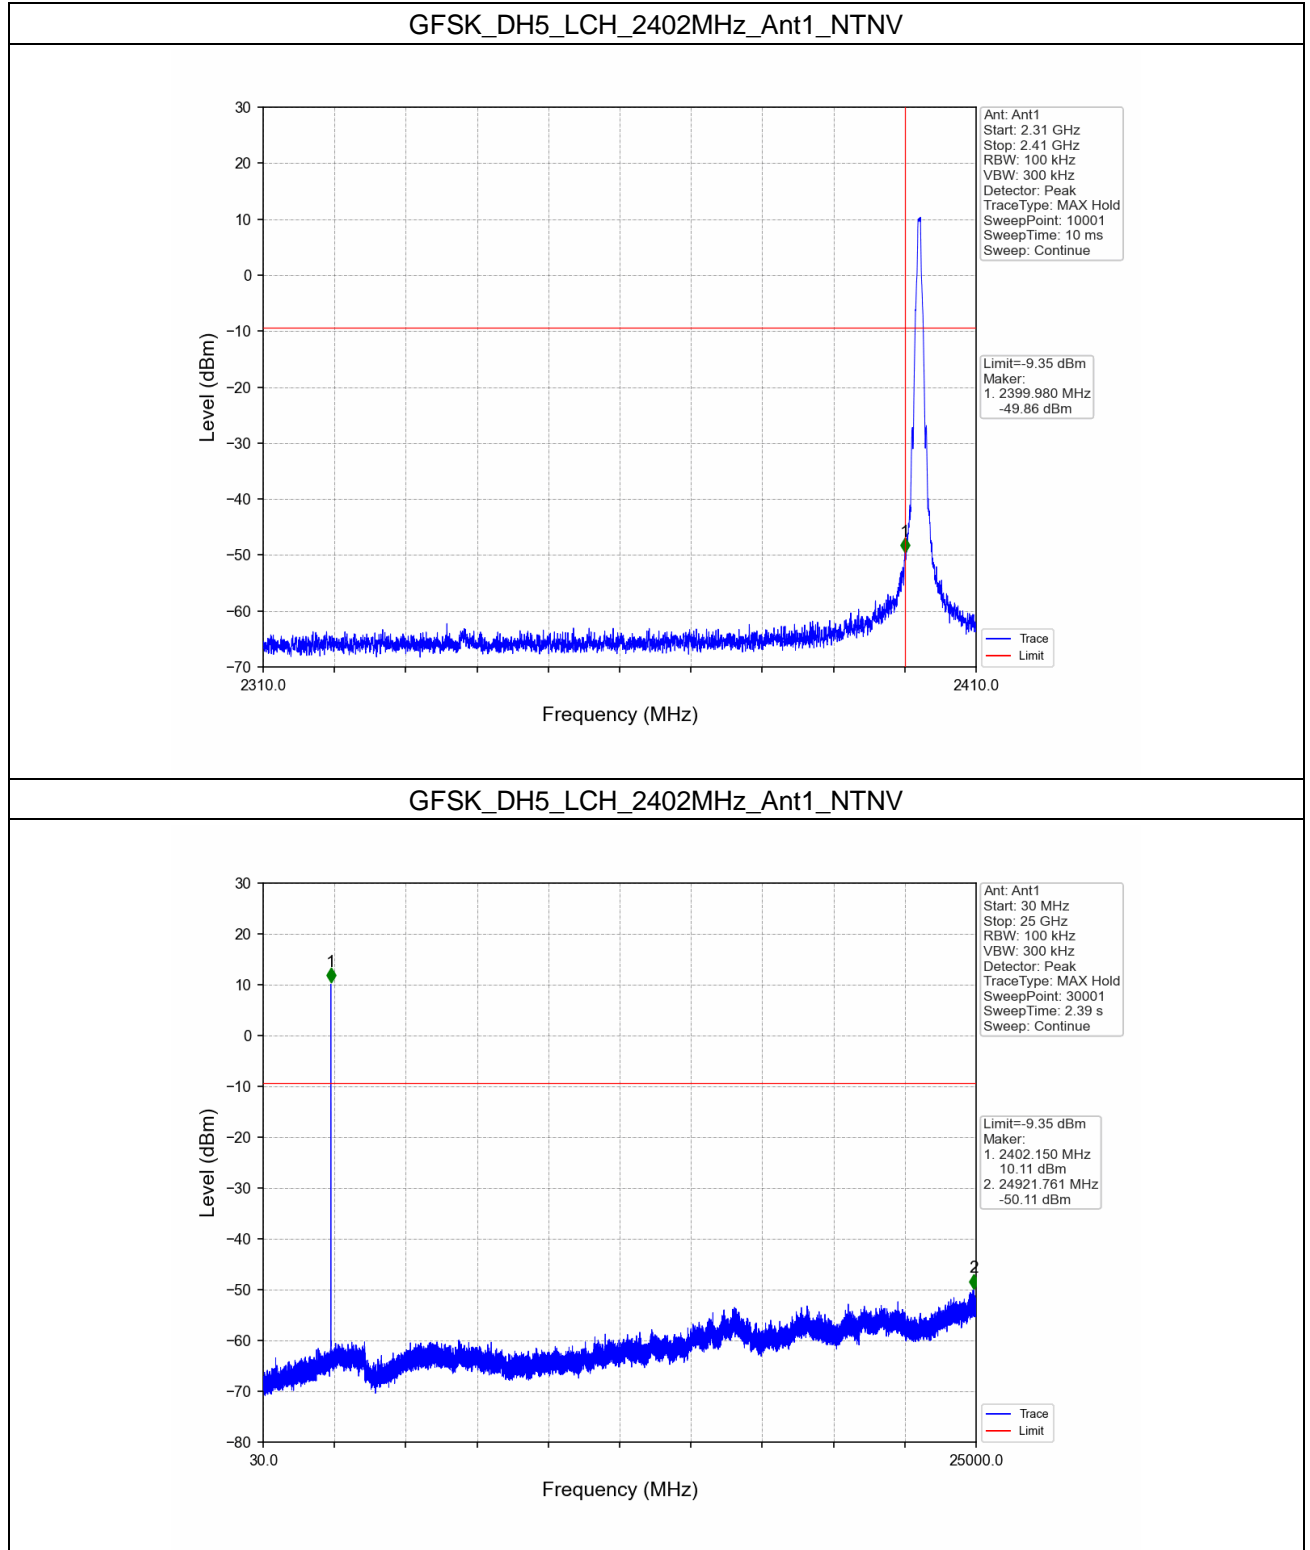 GFSK_DH5_LCH_2402MHz_Ant1_NTNV
30
20
10
0
−10
−20
−30
−40
−50
−60
−70
Level (dBm)
1
2310.0
2410.0
Frequency (MHz)
Ant: Ant1
Start: 2.31 GHz
Stop: 2.41 GHz
RBW: 100 kHz
VBW: 300 kHz
Detector: Peak
TraceType: MAX Hold
SweepPoint: 10001
SweepTime: 10 ms
Sweep: Continue
Limit=-9.35 dBm
Maker:
1. 2399.980 MHz
-49.86 dBm
Trace
Limit
GFSK_DH5_LCH_2402MHz_Ant1_NTNV
30
20
10
0
−10
−20
−30
−40
−50
−60
−70
−80
Level (dBm)
1
2
30.0
25000.0
Frequency (MHz)
Ant: Ant1
Start: 30 MHz
Stop: 25 GHz
RBW: 100 kHz
VBW: 300 kHz
Detector: Peak
TraceType: MAX Hold
SweepPoint: 30001
SweepTime: 2.39 s
Sweep: Continue
Limit=-9.35 dBm
Maker:
1. 2402.150 MHz
10.11 dBm
2. 24921.761 MHz
-50.11 dBm
Trace
Limit